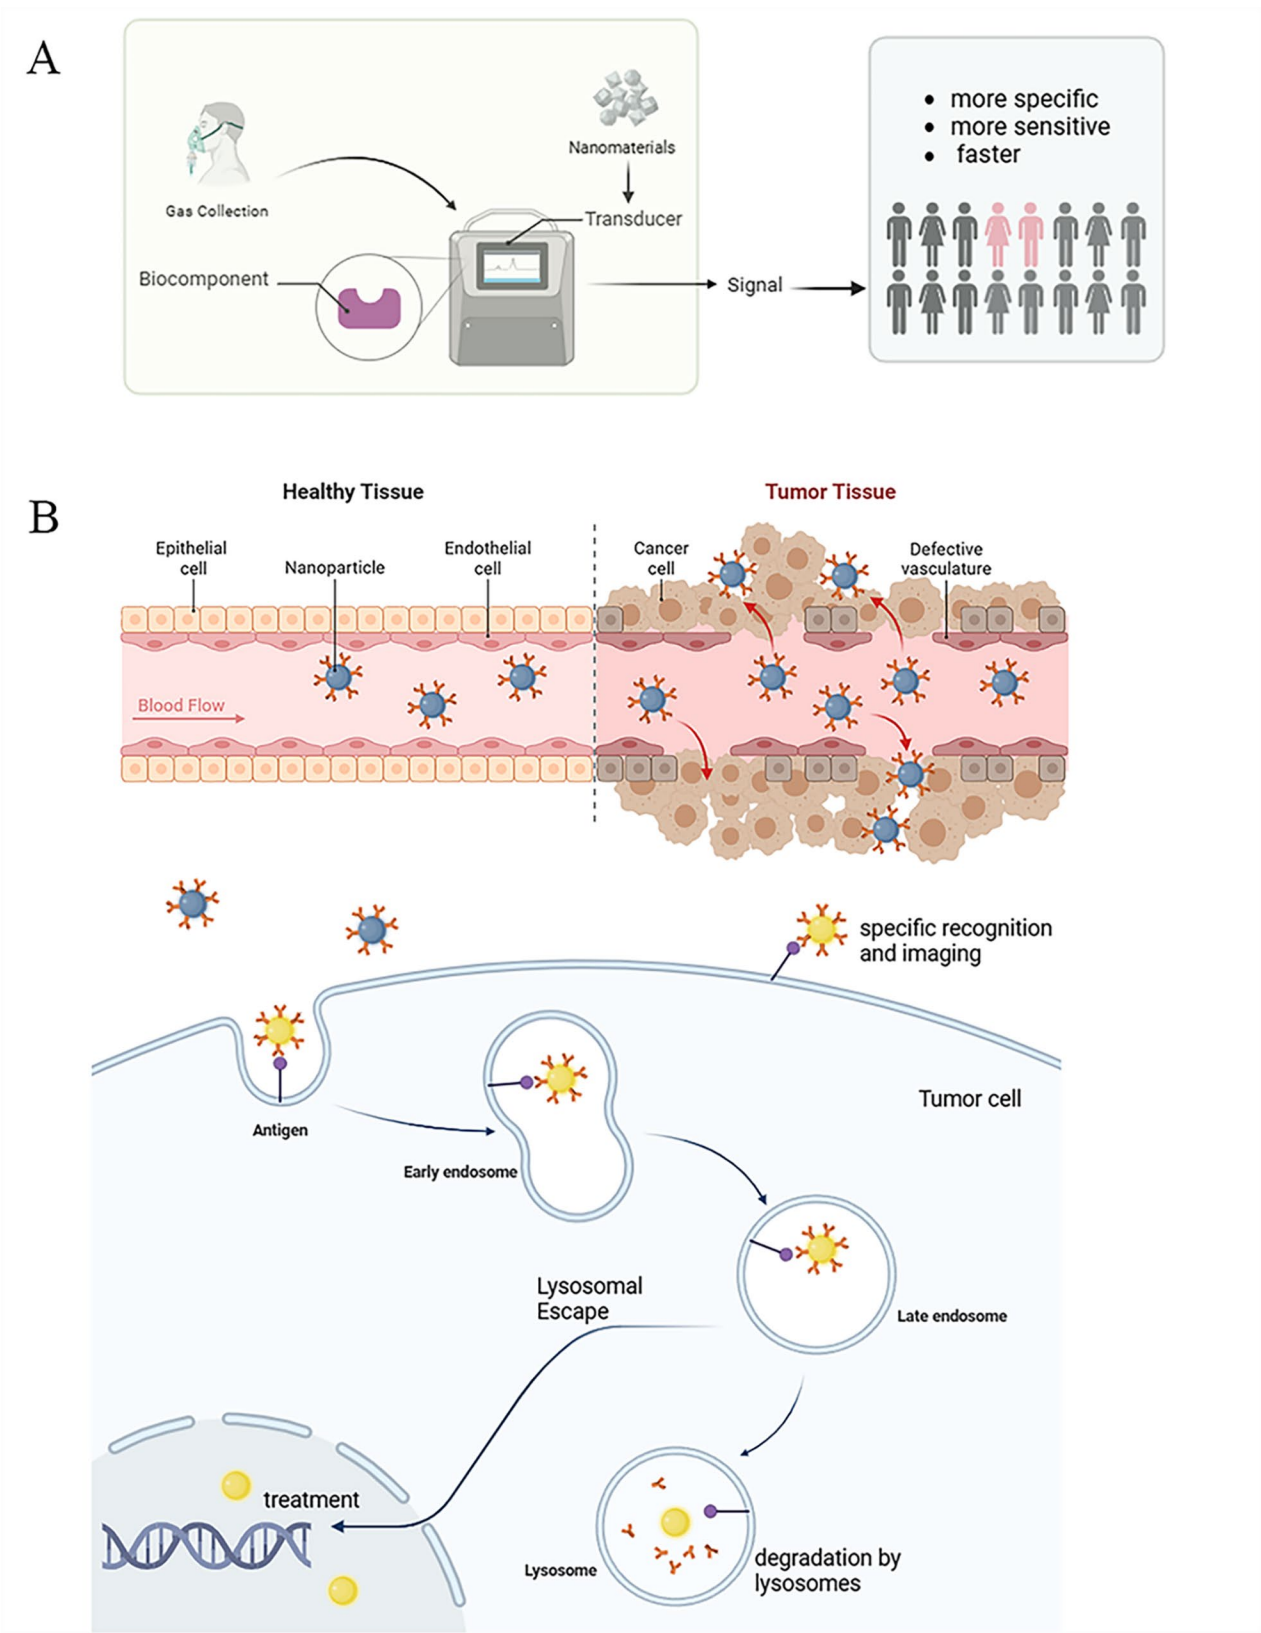 A
Gas Collection
Nanomaterials
Transducer
Biocomponent
Signal
• more specific
• more sensitive
• faster
B
Healthy Tissue
Tumor Tissue
Epithelial
cell
Nanoparticle
Endothelial
cell
Cancer
cell
Defective
vasculature
Blood Flow
specific recognition
and imaging
Antigen
Tumor cell
Early endosome
Lysosomal
Escape
Late endosome
treatment
Lysosome
degradation by
lysosomes